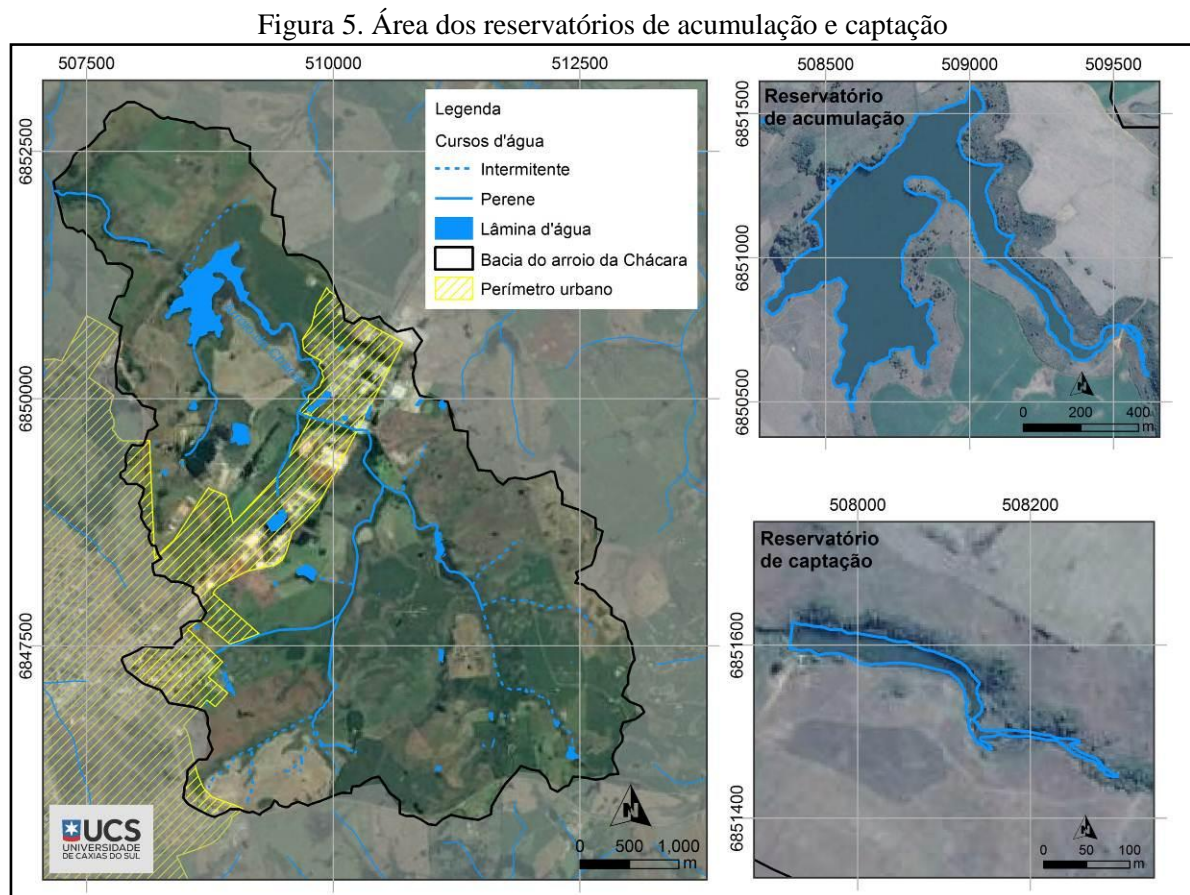 Figura 5. Área dos reservatórios de acumulação e captação
507500
510000
512500
6852500
6850000
6847500
Legenda
Cursos d'água
Intermitente
Perene
Lâmina d'água
Bacia do arroio da Chácara
Perímetro urbano
N
0 500 1,000
m
UCS
UNIVERSIDADE
DE CAXIAS DO SUL
508500
509000
509500
6851500
6851000
6850500
Reservatório
de acumulação
N
0 200 400
m
508000
508200
6851600
6851400
Reservatório
de captação
N
0 50 100
m